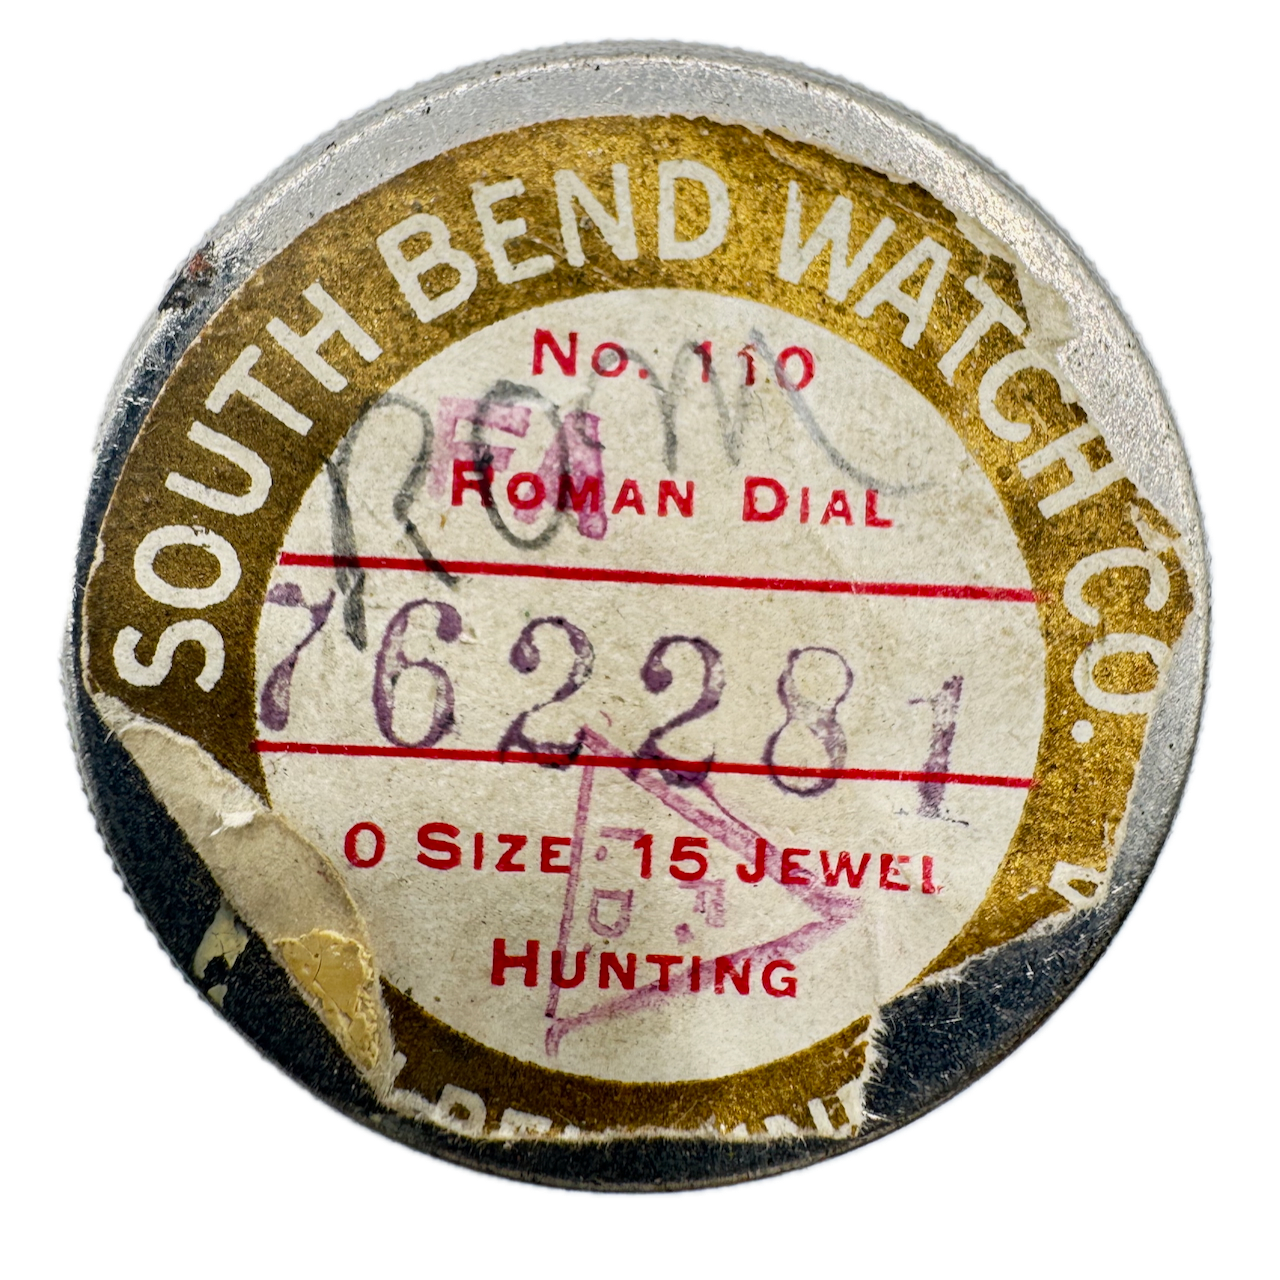 SOUTH BEND WATCH CO.
No. 110
Rom
ROMAN DIAL
762281
0 SIZE 15 JEWEL
HUNTING
F.
D.